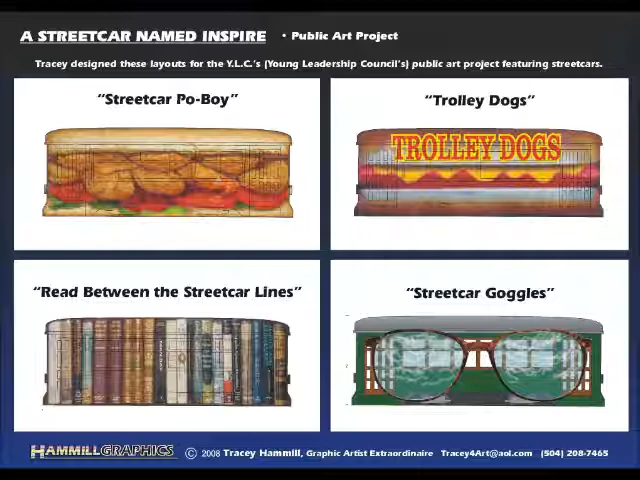 A STREETCAR NAMED INSPIRE • Public Art Project
Tracey designed these layouts for the Y.L.C.'s (Young Leadership Council's) public art project featuring streetcars.
“Streetcar Po-Boy”
“Trolley Dogs”
TROLLEY DOGS
“Read Between the Streetcar Lines”
“Streetcar Goggles”
HAMMILLGRAPHICS © 2008 Tracey Hammill, Graphic Artist Extraordinaire Tracey4Art@aol.com (504) 208-7465